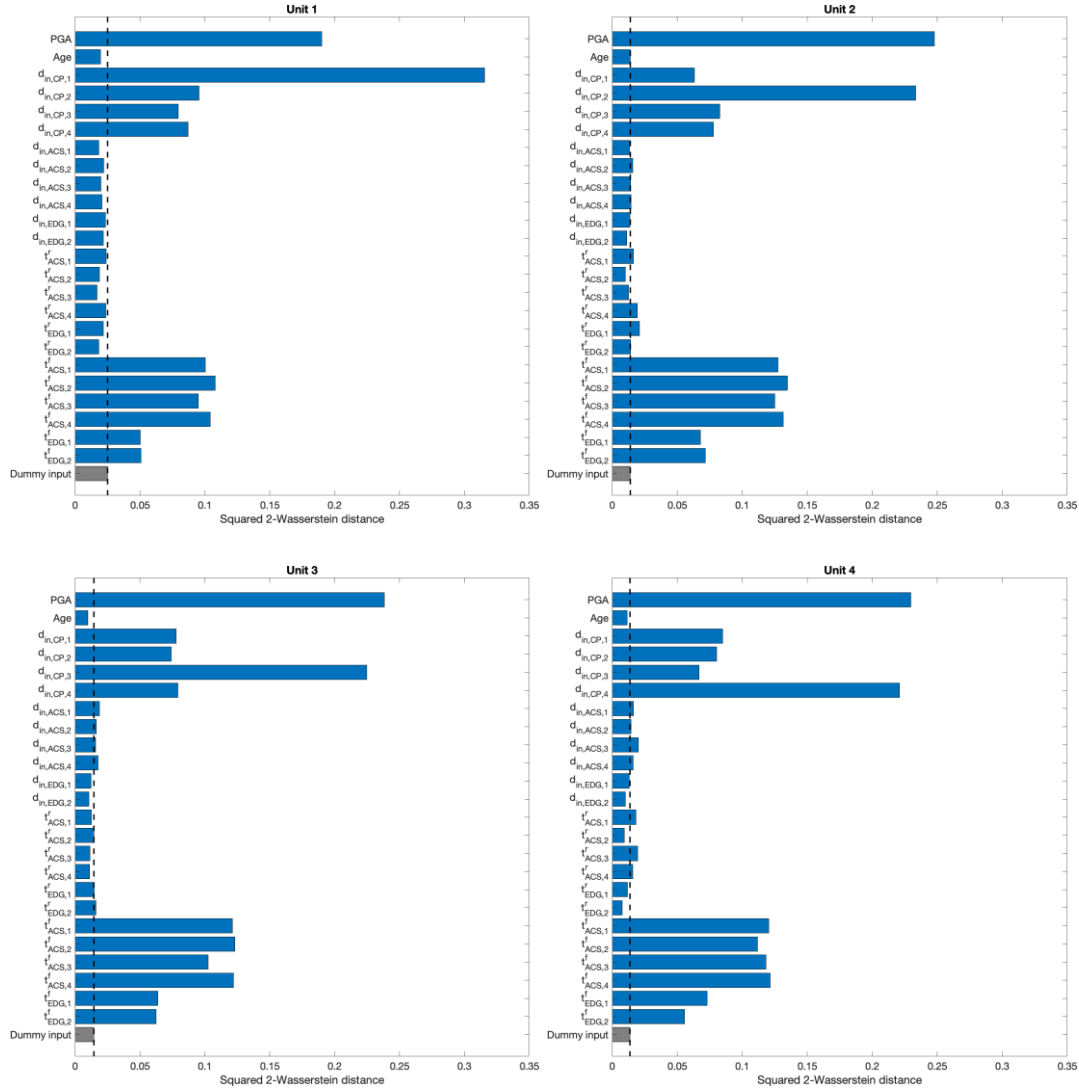 Unit 1
PGA
Age
d_in,CP,1
d_in,CP,2
d_in,CP,3
d_in,CP,4
d_in,ACS,1
d_in,ACS,2
d_in,ACS,3
d_in,ACS,4
d_in,EDG,1
d_in,EDG,2
t^r_ACS,1
t^r_ACS,2
t^r_ACS,3
t^r_ACS,4
t^r_EDG,1
t^r_EDG,2
t^f_ACS,1
t^f_ACS,2
t^f_ACS,3
t^f_ACS,4
t^f_EDG,1
t^f_EDG,2
Dummy input
0 0.05 0.1 0.15 0.2 0.25 0.3 0.35
Squared 2-Wasserstein distance
Unit 2
PGA
Age
d_in,CP,1
d_in,CP,2
d_in,CP,3
d_in,CP,4
d_in,ACS,1
d_in,ACS,2
d_in,ACS,3
d_in,ACS,4
d_in,EDG,1
d_in,EDG,2
t^r_ACS,1
t^r_ACS,2
t^r_ACS,3
t^r_ACS,4
t^r_EDG,1
t^r_EDG,2
t^f_ACS,1
t^f_ACS,2
t^f_ACS,3
t^f_ACS,4
t^f_EDG,1
t^f_EDG,2
Dummy input
0 0.05 0.1 0.15 0.2 0.25 0.3 0.35
Squared 2-Wasserstein distance
Unit 3
PGA
Age
d_in,CP,1
d_in,CP,2
d_in,CP,3
d_in,CP,4
d_in,ACS,1
d_in,ACS,2
d_in,ACS,3
d_in,ACS,4
d_in,EDG,1
d_in,EDG,2
t^r_ACS,1
t^r_ACS,2
t^r_ACS,3
t^r_ACS,4
t^r_EDG,1
t^r_EDG,2
t^f_ACS,1
t^f_ACS,2
t^f_ACS,3
t^f_ACS,4
t^f_EDG,1
t^f_EDG,2
Dummy input
0 0.05 0.1 0.15 0.2 0.25 0.3 0.35
Squared 2-Wasserstein distance
Unit 4
PGA
Age
d_in,CP,1
d_in,CP,2
d_in,CP,3
d_in,CP,4
d_in,ACS,1
d_in,ACS,2
d_in,ACS,3
d_in,ACS,4
d_in,EDG,1
d_in,EDG,2
t^r_ACS,1
t^r_ACS,2
t^r_ACS,3
t^r_ACS,4
t^r_EDG,1
t^r_EDG,2
t^f_ACS,1
t^f_ACS,2
t^f_ACS,3
t^f_ACS,4
t^f_EDG,1
t^f_EDG,2
Dummy input
0 0.05 0.1 0.15 0.2 0.25 0.3 0.35
Squared 2-Wasserstein distance